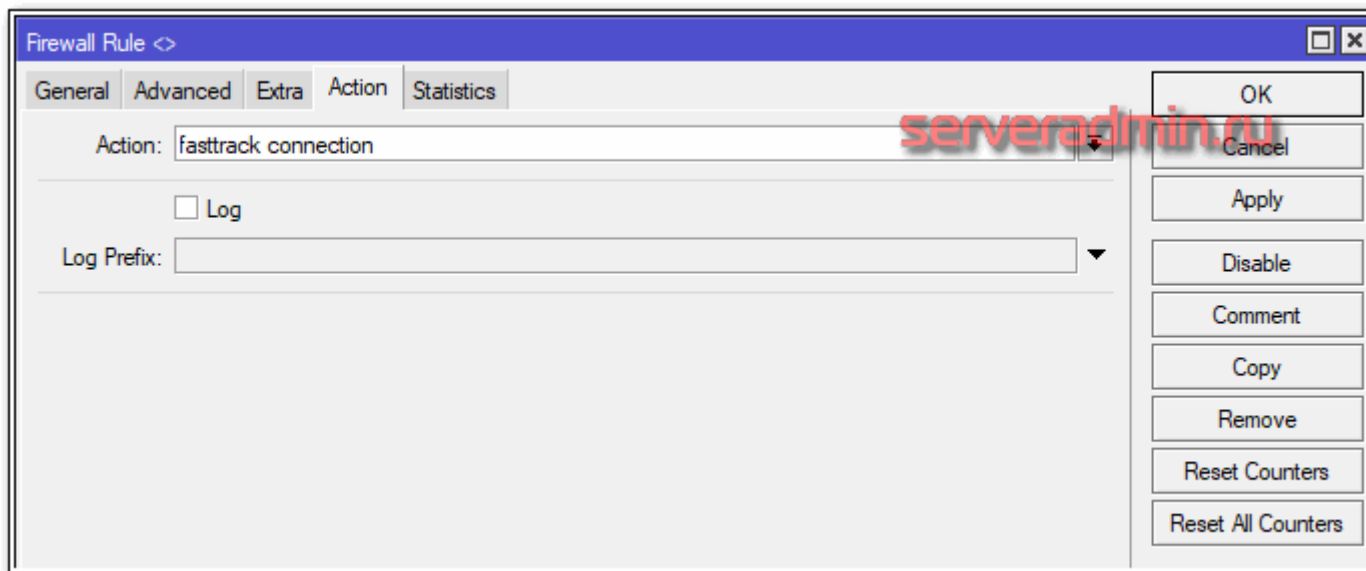 Firewall Rule <>
General Advanced Extra Action Statistics
Action: fasttrack connection
Log
Log Prefix:
OK
Cancel
Apply
Disable
Comment
Copy
Remove
Reset Counters
Reset All Counters
serveradmin.ru